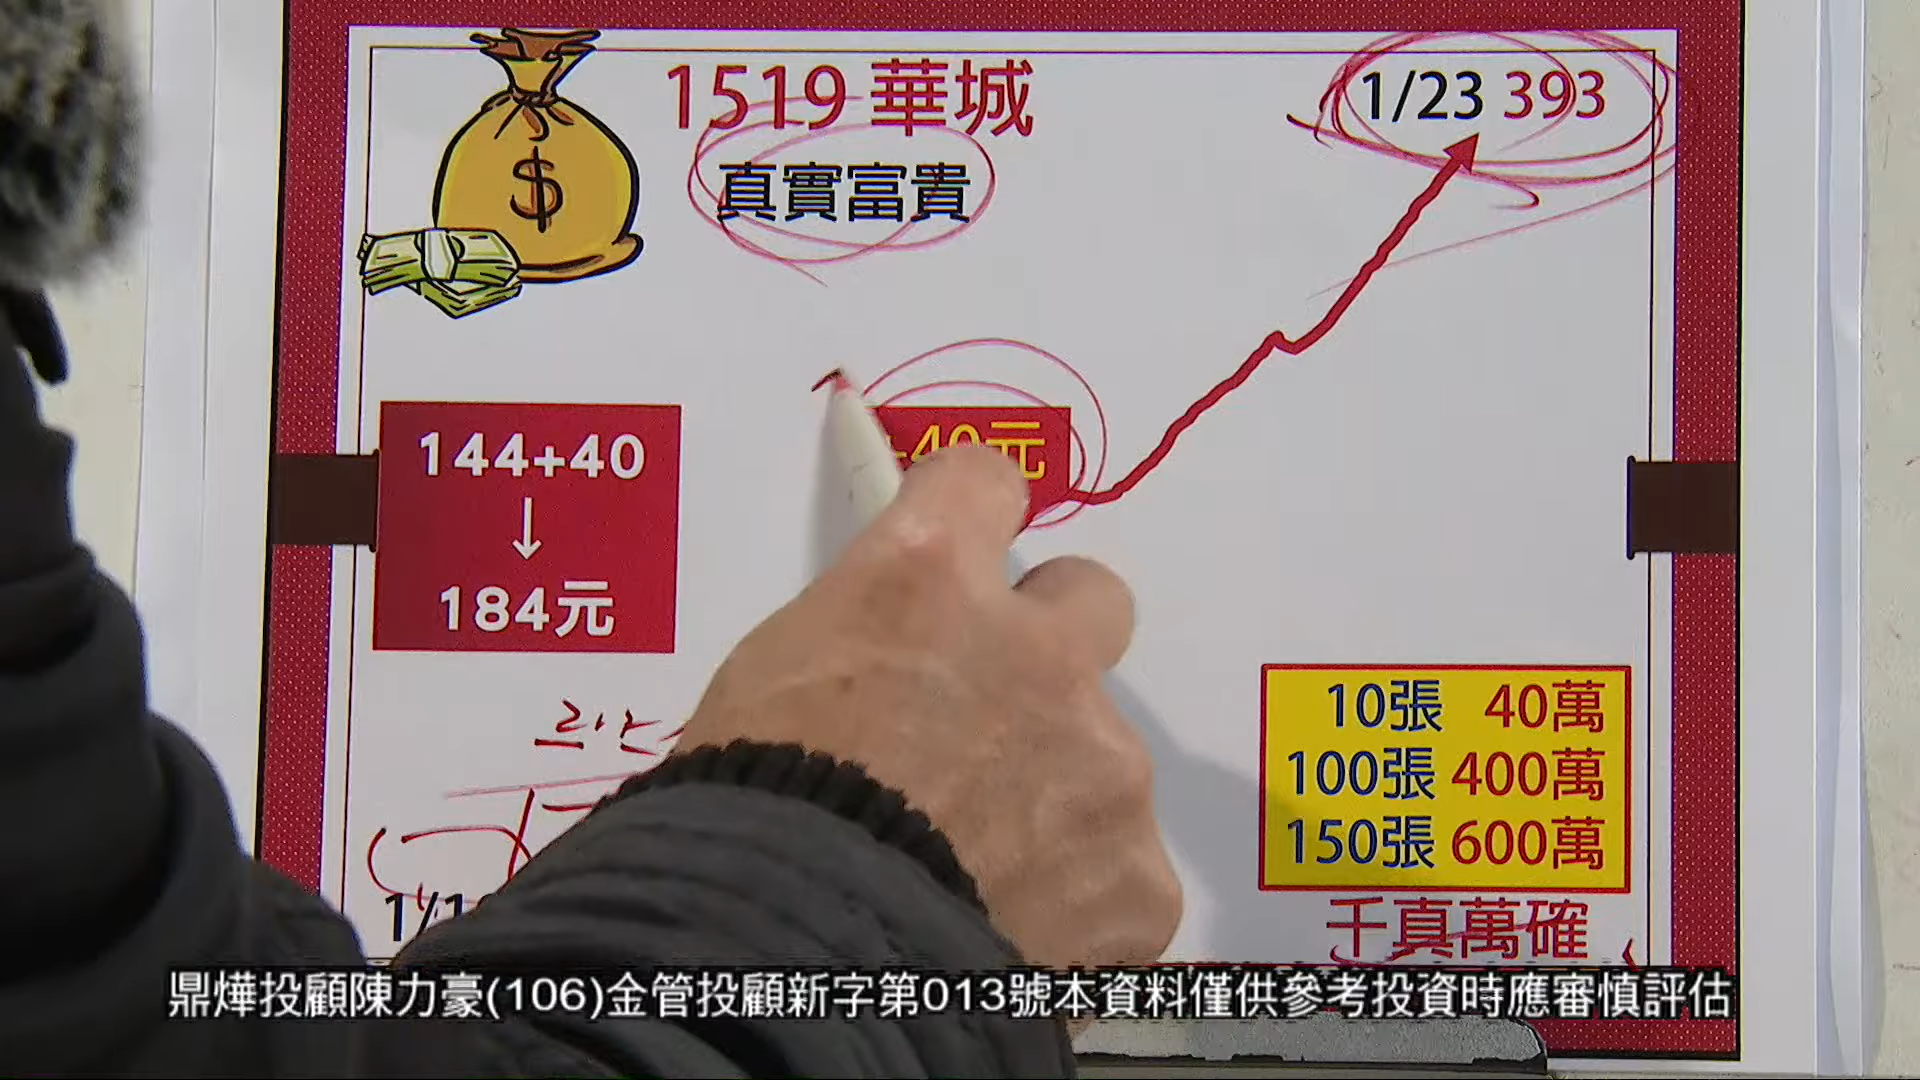 1519 華城
真實富貴
1/23 393
$
144+40
↓
184元
+40元
10張 40萬
100張 400萬
150張 600萬
千真萬確
鼎燁投顧陳力豪(106)金管投顧新字第013號本資料僅供參考投資時應審慎評估